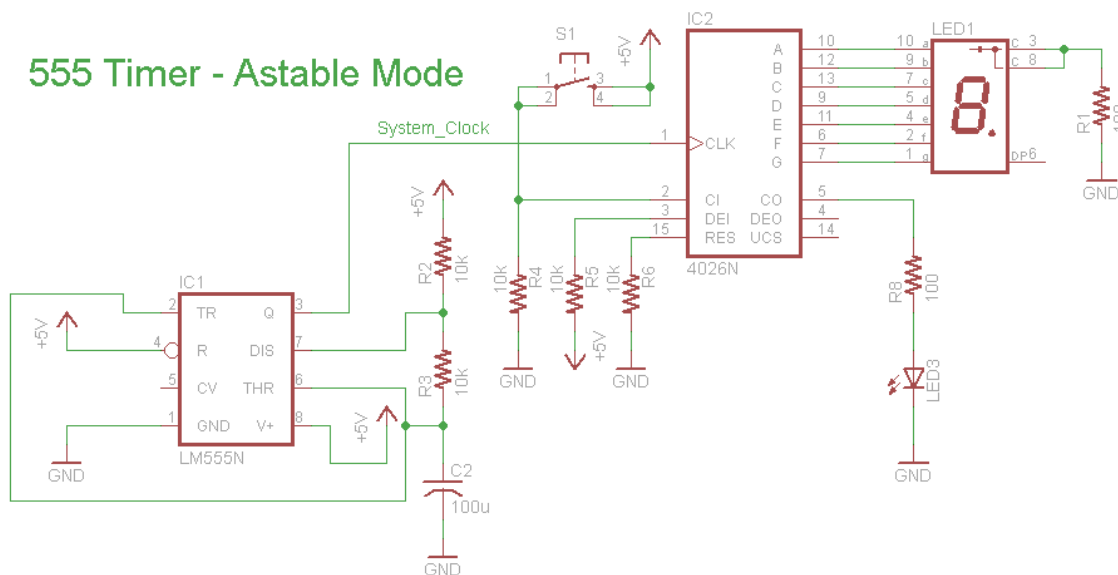 555 Timer - Astable Mode
S1
+5V
1 3
2 4
System_Clock
IC2
1 CLK
2 CI
3 DEI
15 RES
A 10
B 12
C 13
D 9
E 11
F 6
G 7
CO 5
DEO 4
UCS 14
4026N
LED1
10 a
9 b
7 c
5 d
4 e
2 f
1 g
C 3
C 8
DP 6
8.
R1
GND
+5V
R2
10k
R3
10k
IC1
2 TR
4 R
5 CV
1 GND
Q 3
DIS 7
THR 6
V+ 8
LM555N
+5V
GND
+5V
C2
100u
GND
10k
R4
GND
10k
R5
+5V
10k
R6
GND
R8
100
LED3
GND